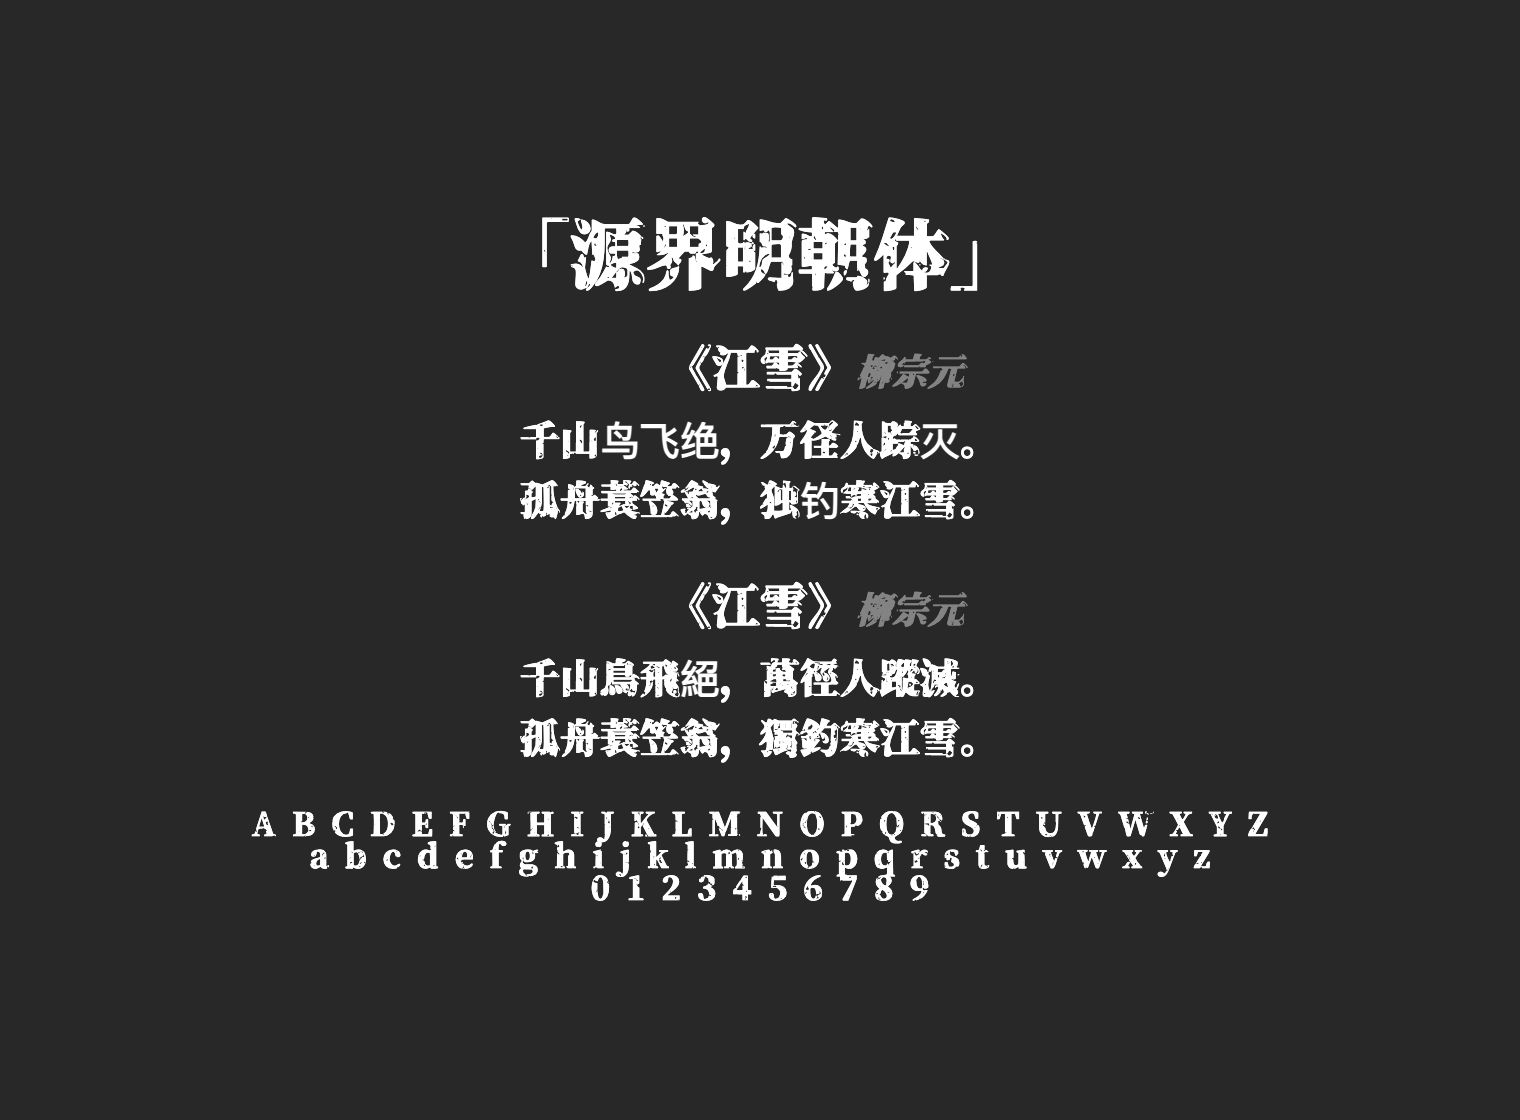 「源界明朝体」
《江雪》 柳宗元
千山鸟飞绝，万径人踪灭。
孤舟蓑笠翁，独钓寒江雪。
《江雪》 柳宗元
千山鳥飛絕，萬徑人蹤滅。
孤舟蓑笠翁，獨釣寒江雪。
A B C D E F G H I J K L M N O P Q R S T U V W X Y Z
a b c d e f g h i j k l m n o p q r s t u v w x y z
0 1 2 3 4 5 6 7 8 9